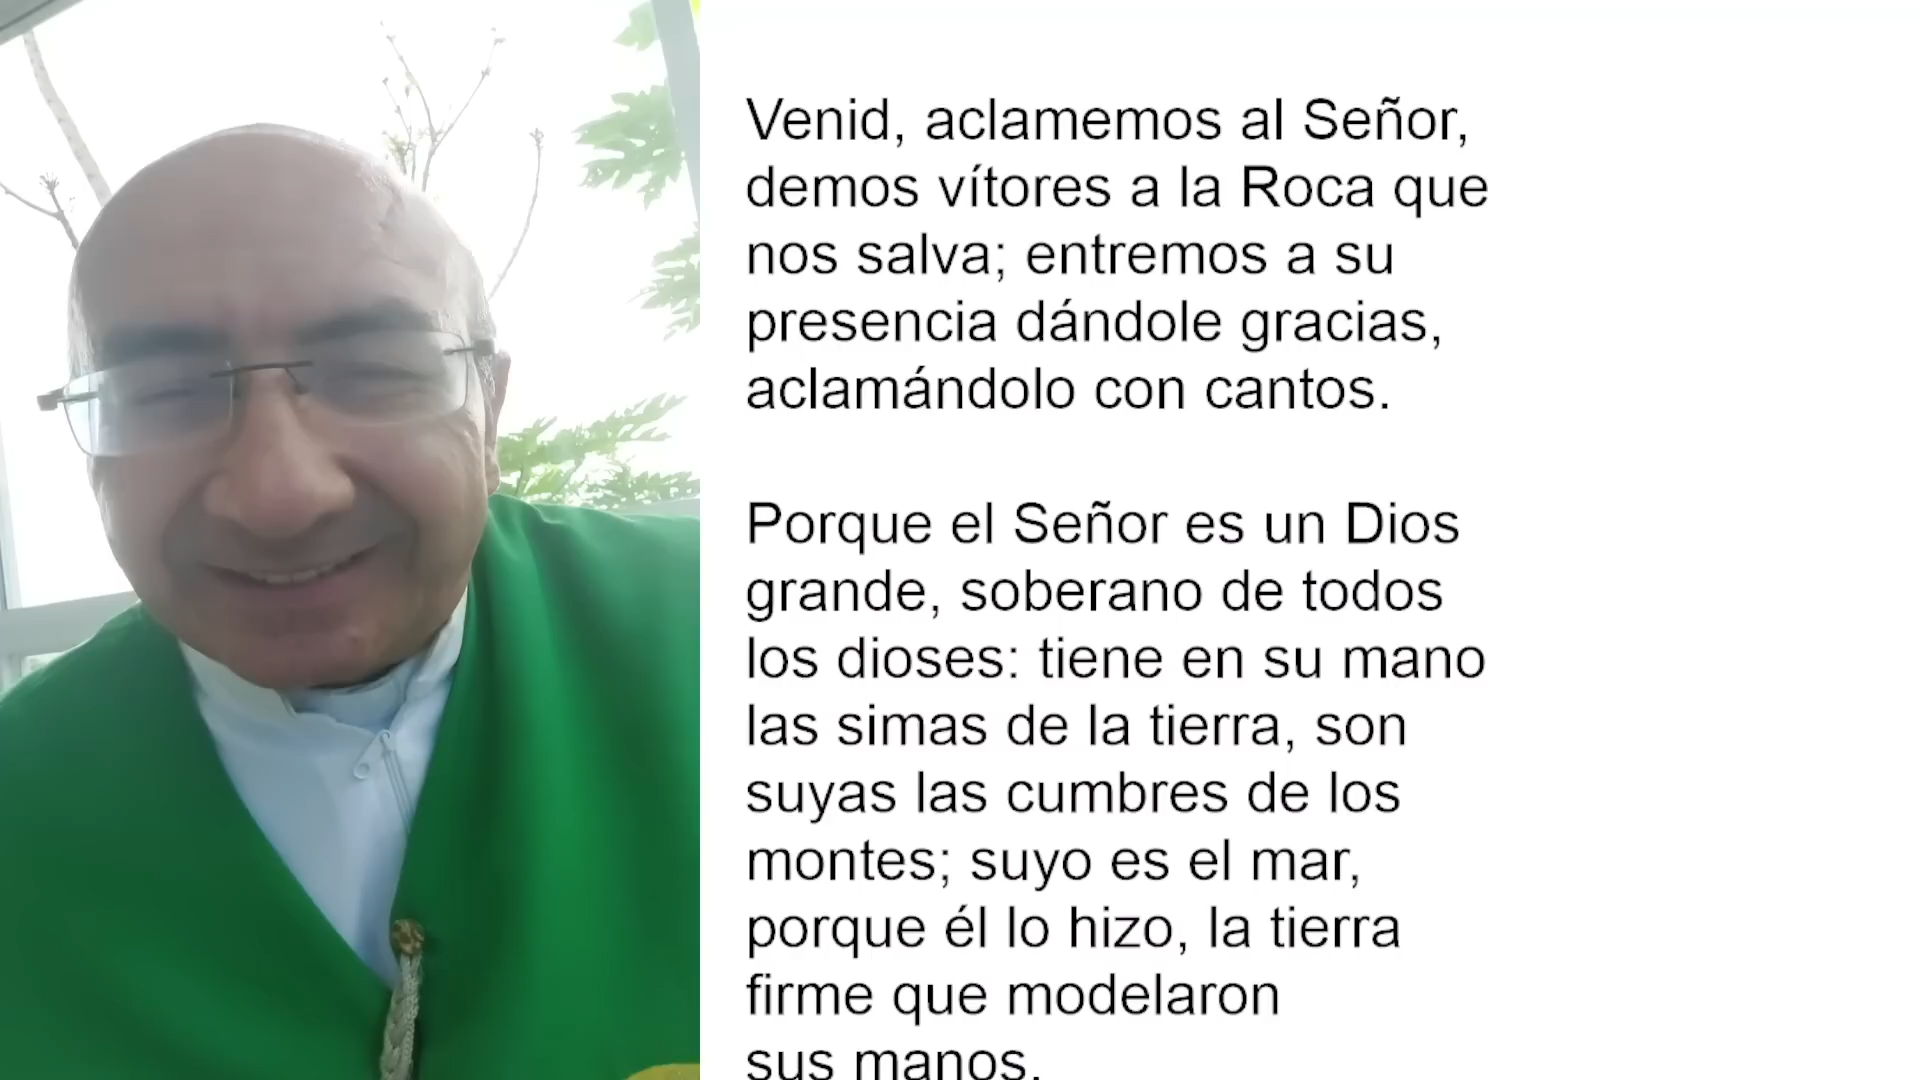 Venid, aclamemos al Señor,
demos vítores a la Roca que
nos salva; entremos a su
presencia dándole gracias,
aclamándolo con cantos.
Porque el Señor es un Dios
grande, soberano de todos
los dioses: tiene en su mano
las simas de la tierra, son
suyas las cumbres de los
montes; suyo es el mar,
porque él lo hizo, la tierra
firme que modelaron
sus manos.